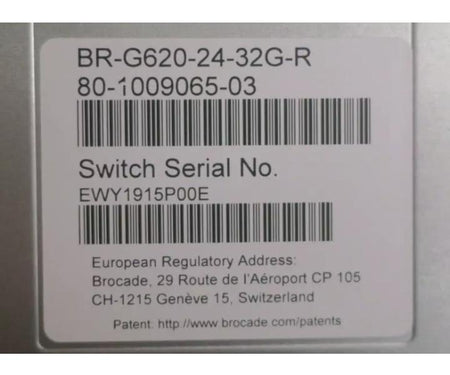 BR-G620-24-32G-R
80-1009065-03
Switch Serial No.
EWY1915P00E
European Regulatory Address:
Brocade, 29 Route de l'Aéroport CP 105
CH-1215 Genève 15, Switzerland
Patent. http://www.brocade.com/patents